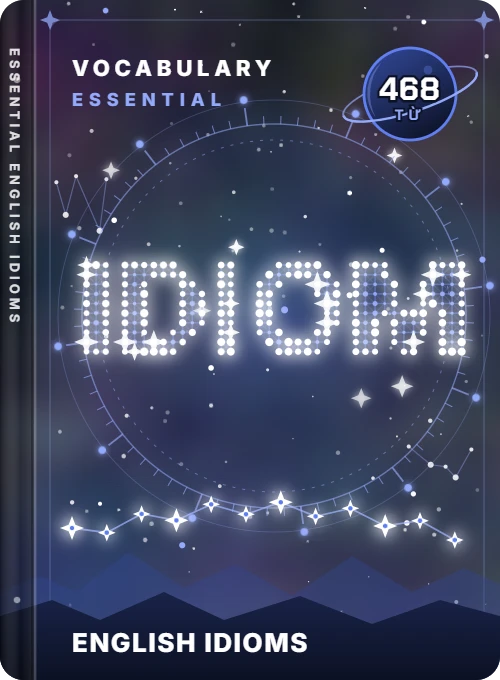 ESSENTIAL ENGLISH IDIOMS
VOCABULARY
ESSENTIAL
468
TỪ
IDIOM
ENGLISH IDIOMS